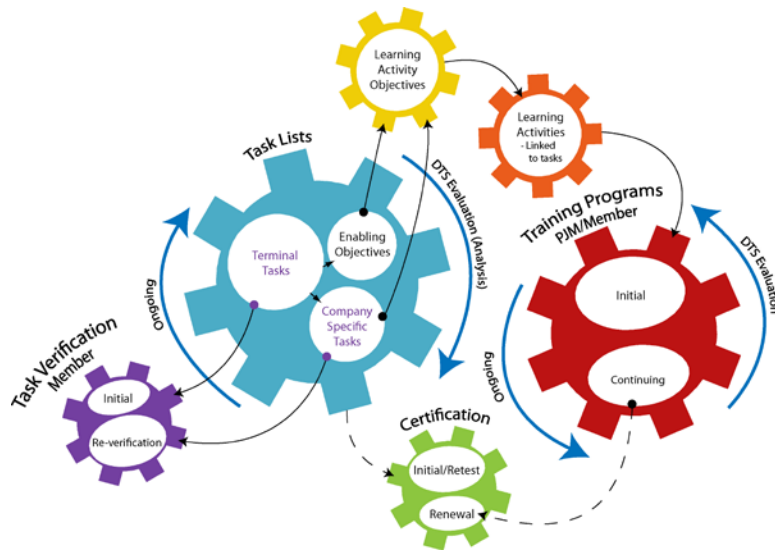 Learning
Activity
Objectives
Learning
Activities
- Linked
to tasks
Task Lists
DTS Evaluation (Analysis)
Terminal
Tasks
Enabling
Objectives
Company
Specific
Tasks
Ongoing
Training Programs
PJM/Member
Initial
Continuing
Ongoing
DTS Evaluation
Task Verification
Member
Initial
Re-verification
Certification
Initial/Retest
Renewal